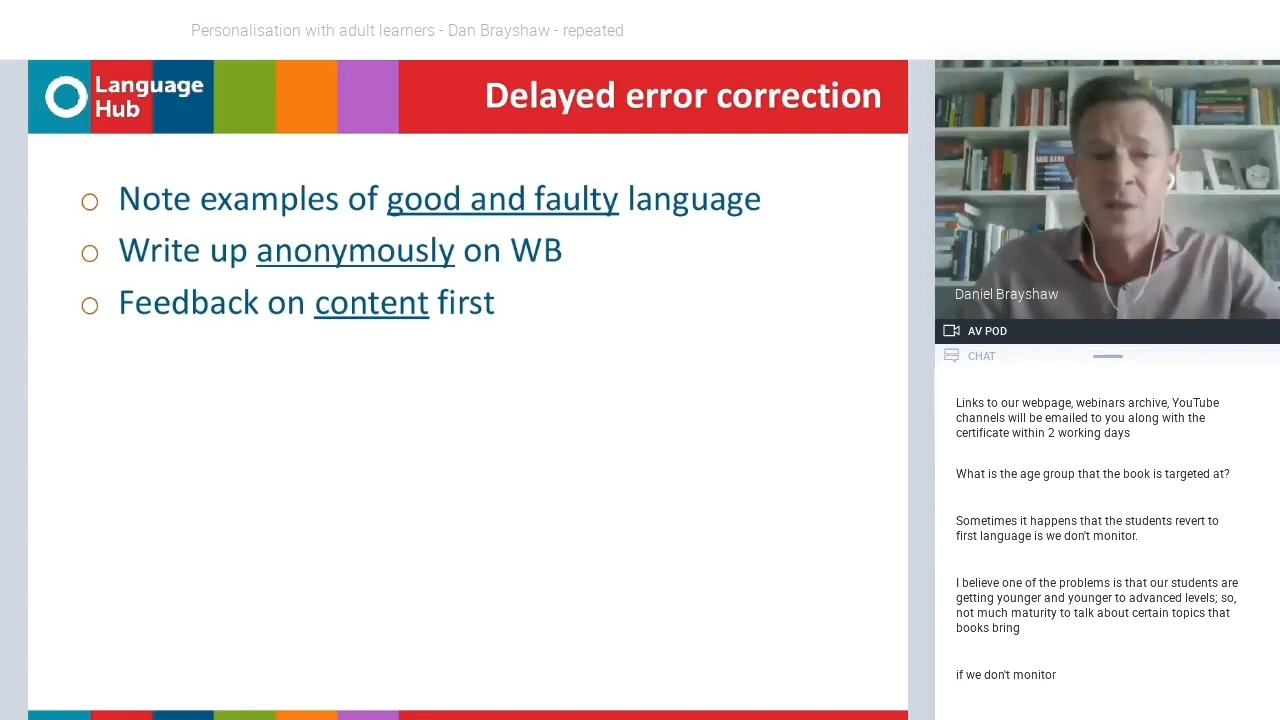 Personalisation with adult learners - Dan Brayshaw - repeated
Language
Hub
Delayed error correction
Note examples of good and faulty language
Write up anonymously on WB
Feedback on content first
Daniel Brayshaw
AV POD
CHAT
Links to our webpage, webinars archive, YouTube
channels will be emailed to you along with the
certificate within 2 working days
What is the age group that the book is targeted at?
Sometimes it happens that the students revert to
first language is we don't monitor.
I believe one of the problems is that our students are
getting younger and younger to advanced levels; so,
not much maturity to talk about certain topics that
books bring
if we don't monitor